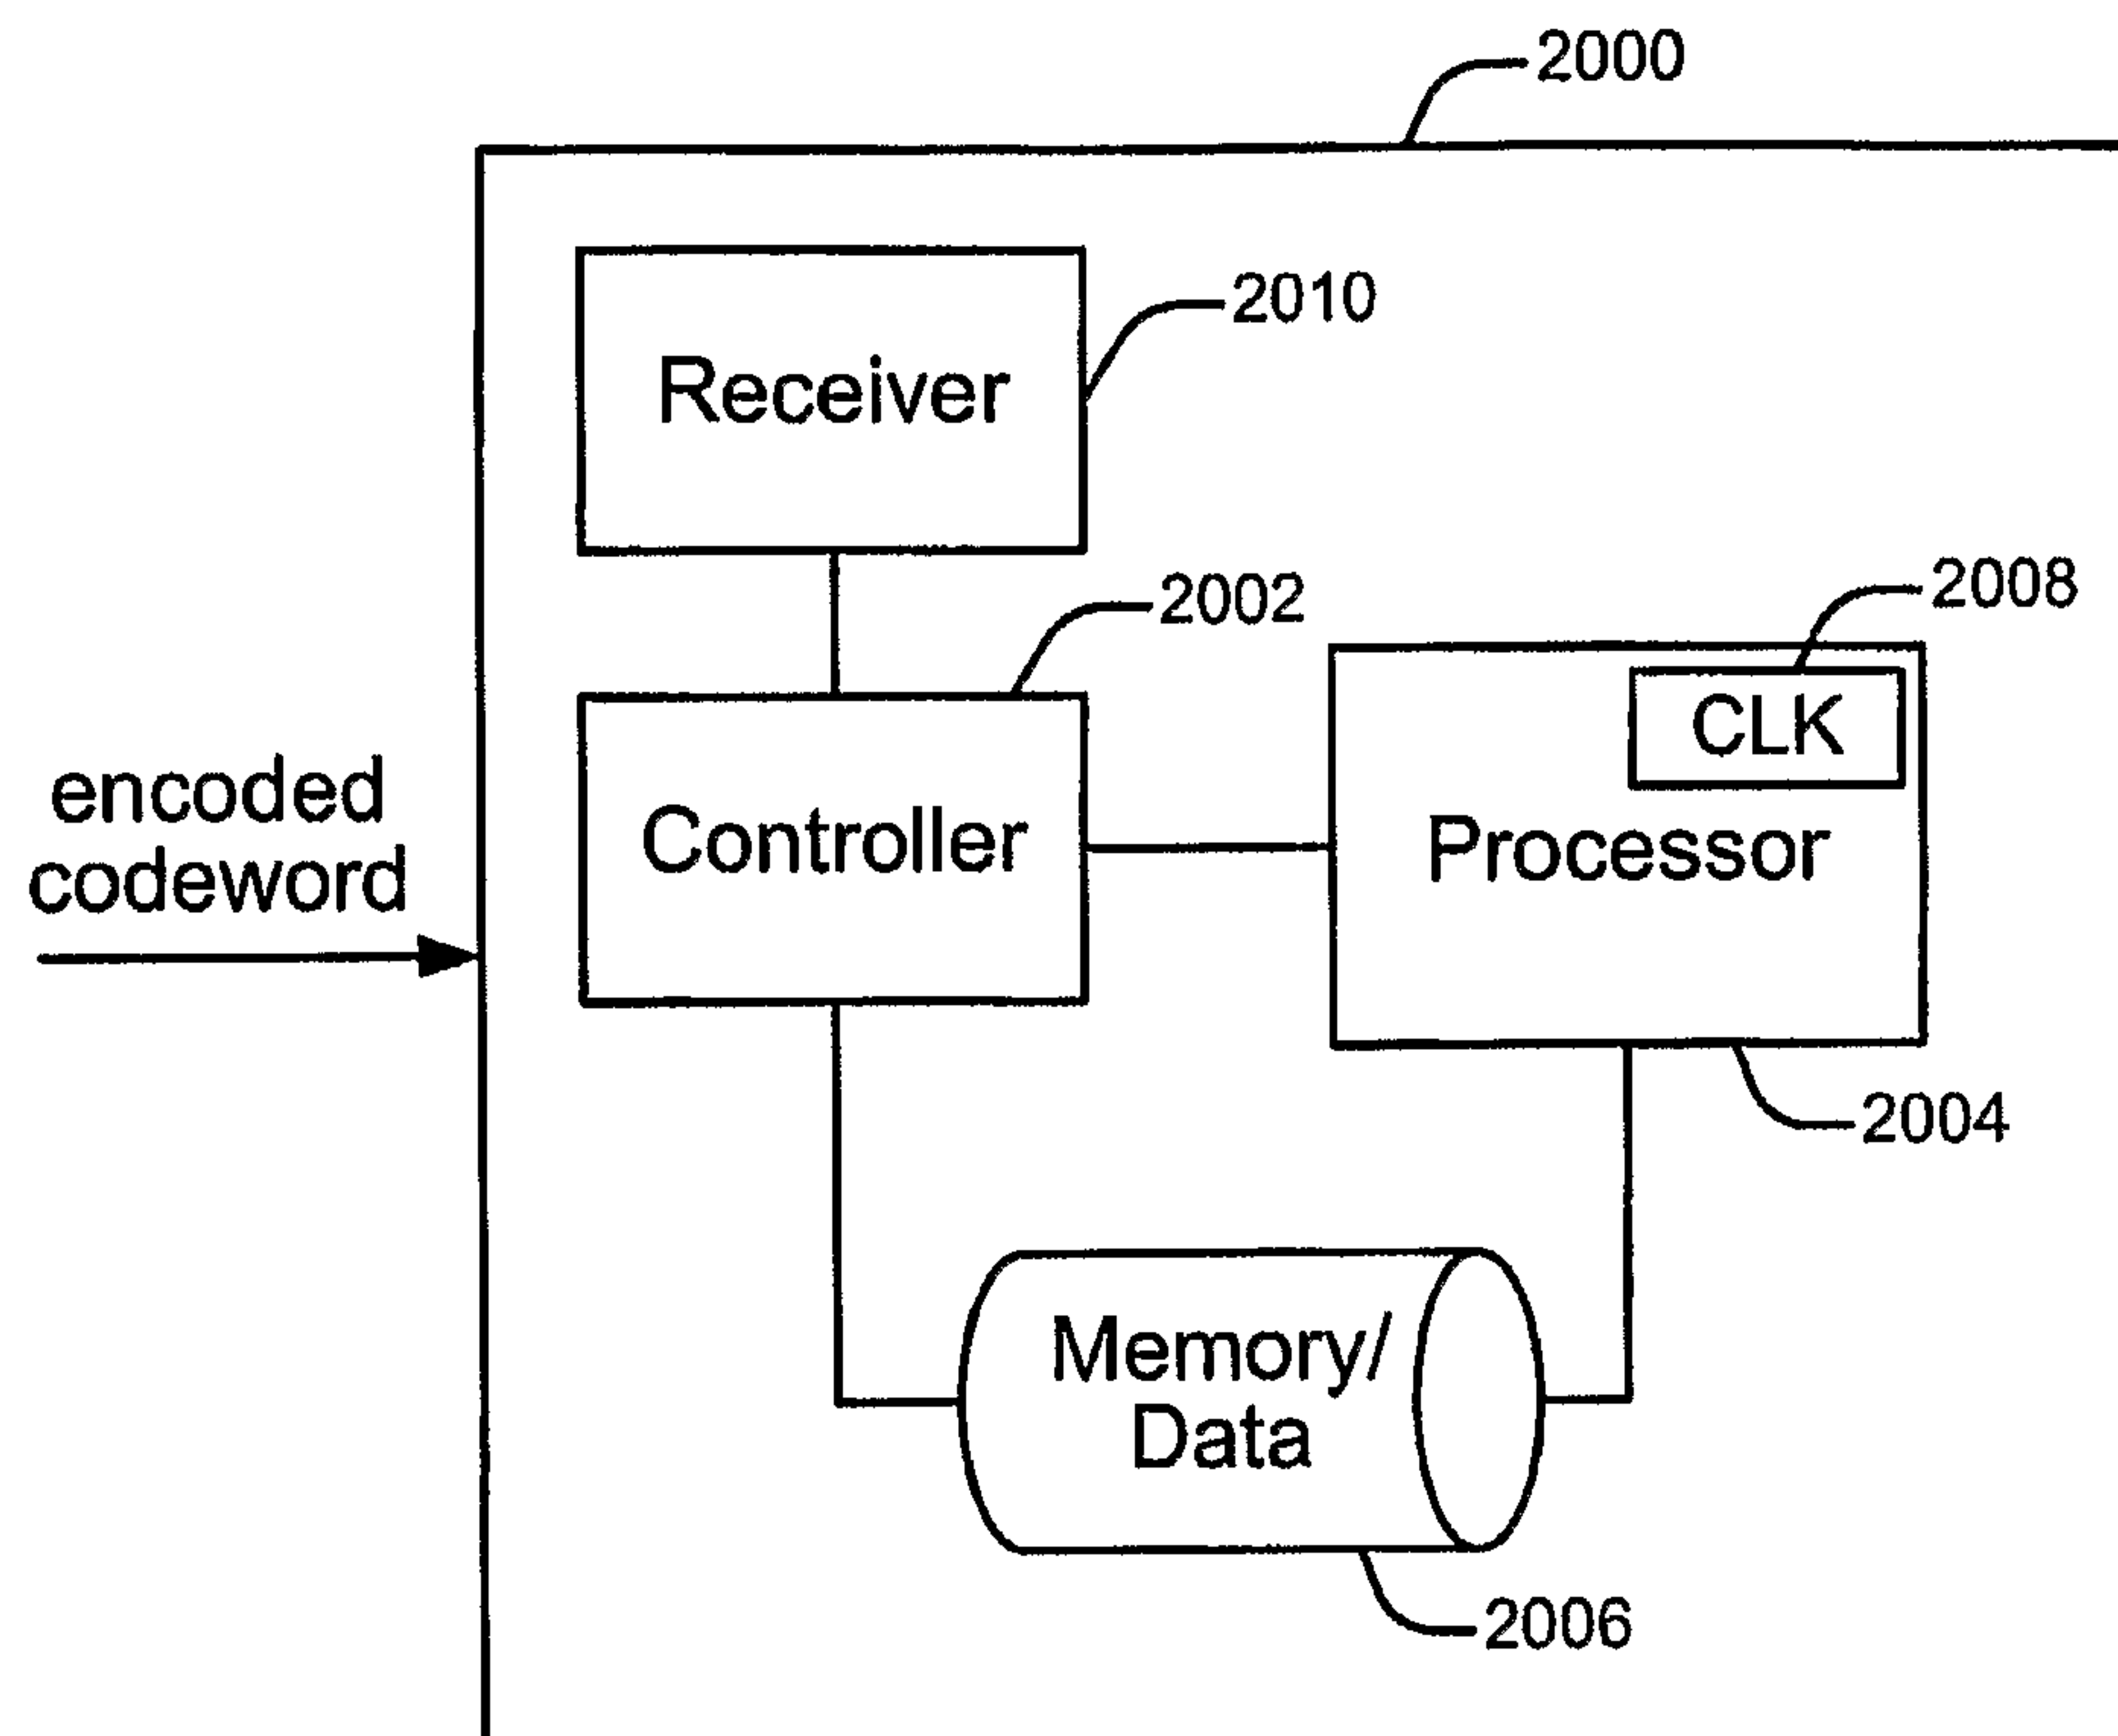 2000
2010
Receiver
2002
2008
CLK
encoded
codeword
Controller
Processor
2004
Memory/
Data
2006